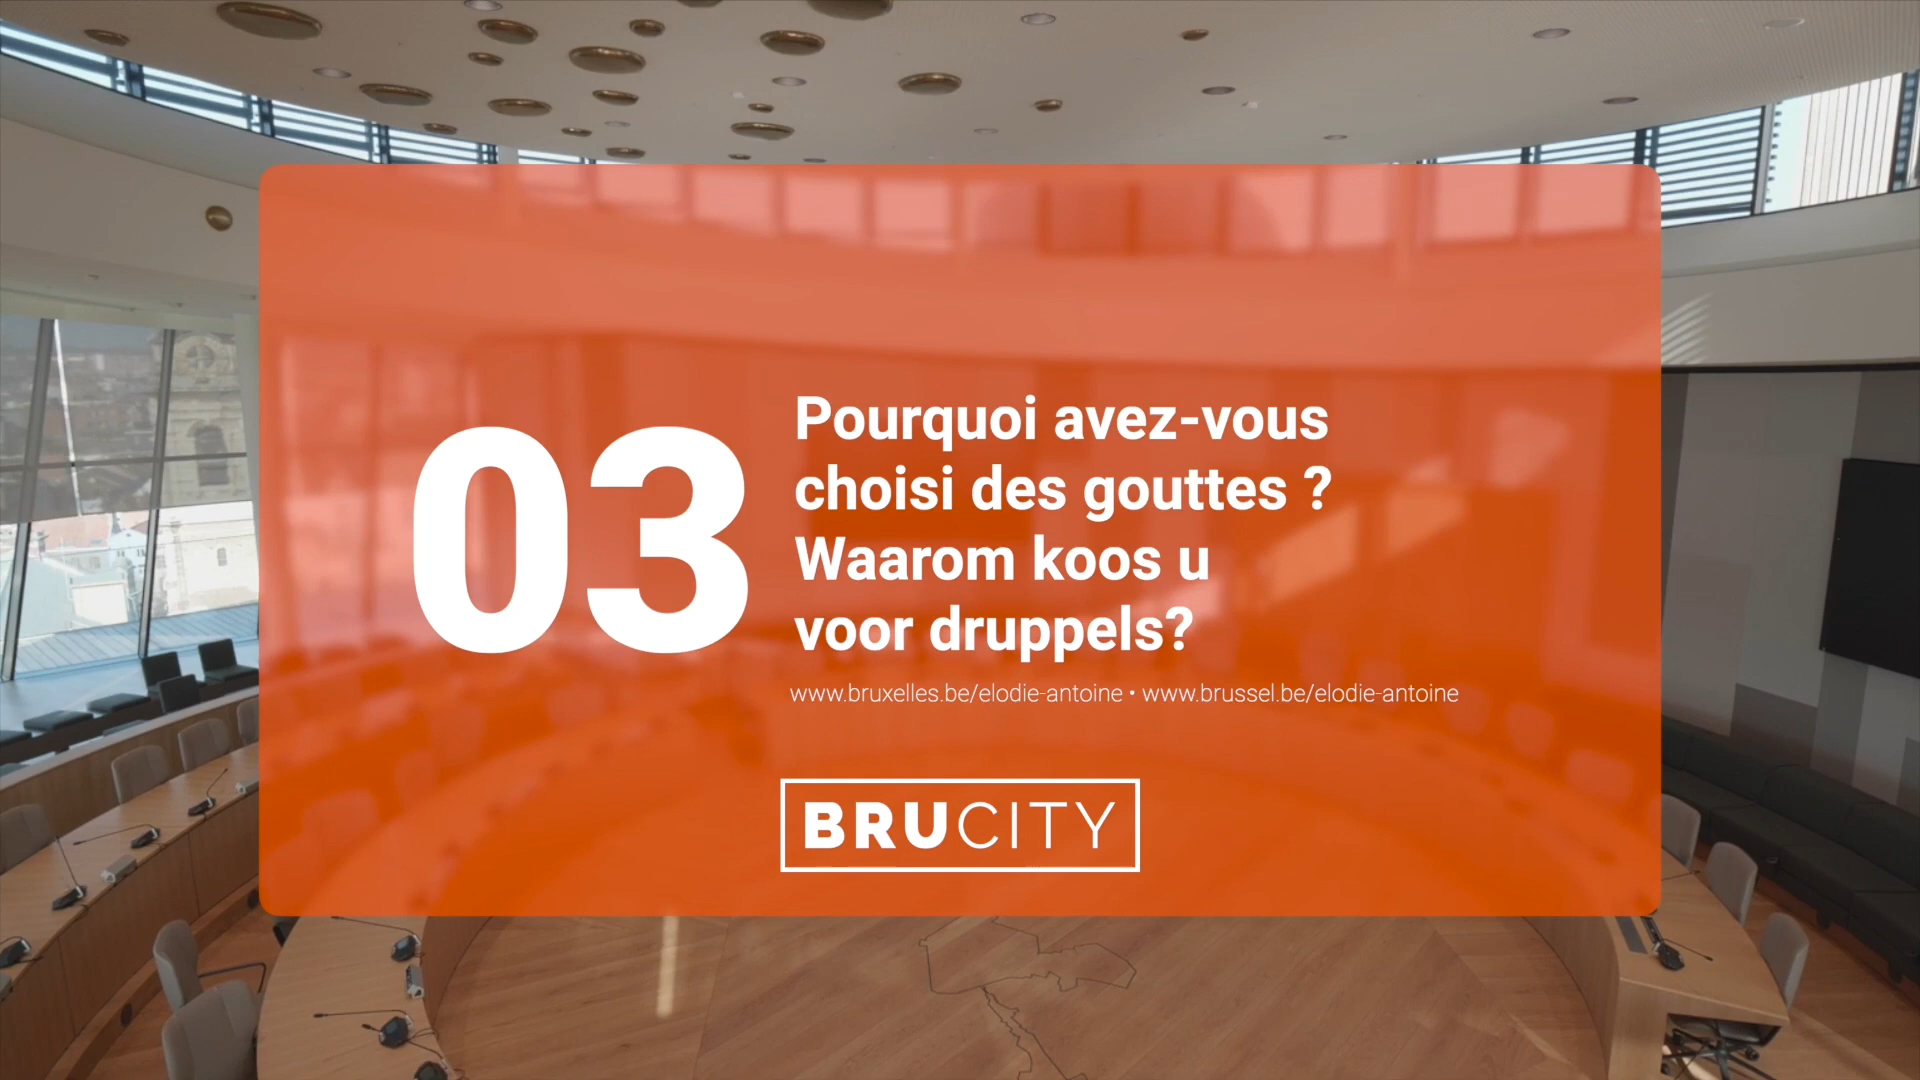 03
Pourquoi avez-vous
choisi des gouttes ?
Waarom koos u
voor druppels?
www.bruxelles.be/elodie-antoine • www.brussel.be/elodie-antoine
BRUCITY